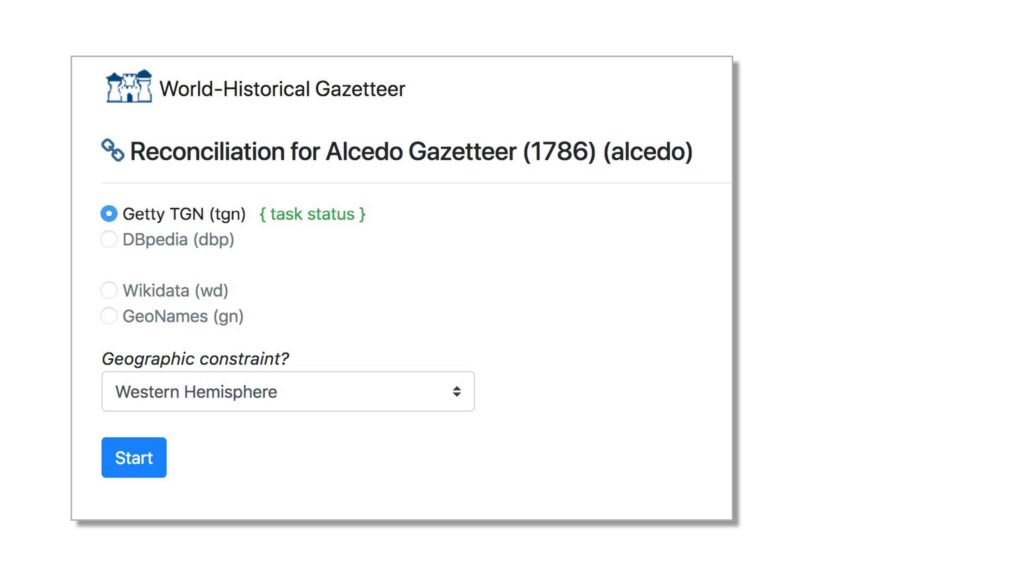 World-Historical Gazetteer
Reconciliation for Alcedo Gazetteer (1786) (alcedo)
Getty TGN (tgn) { task status }
DBpedia (dbp)
Wikidata (wd)
GeoNames (gn)
Geographic constraint?
Western Hemisphere
Start